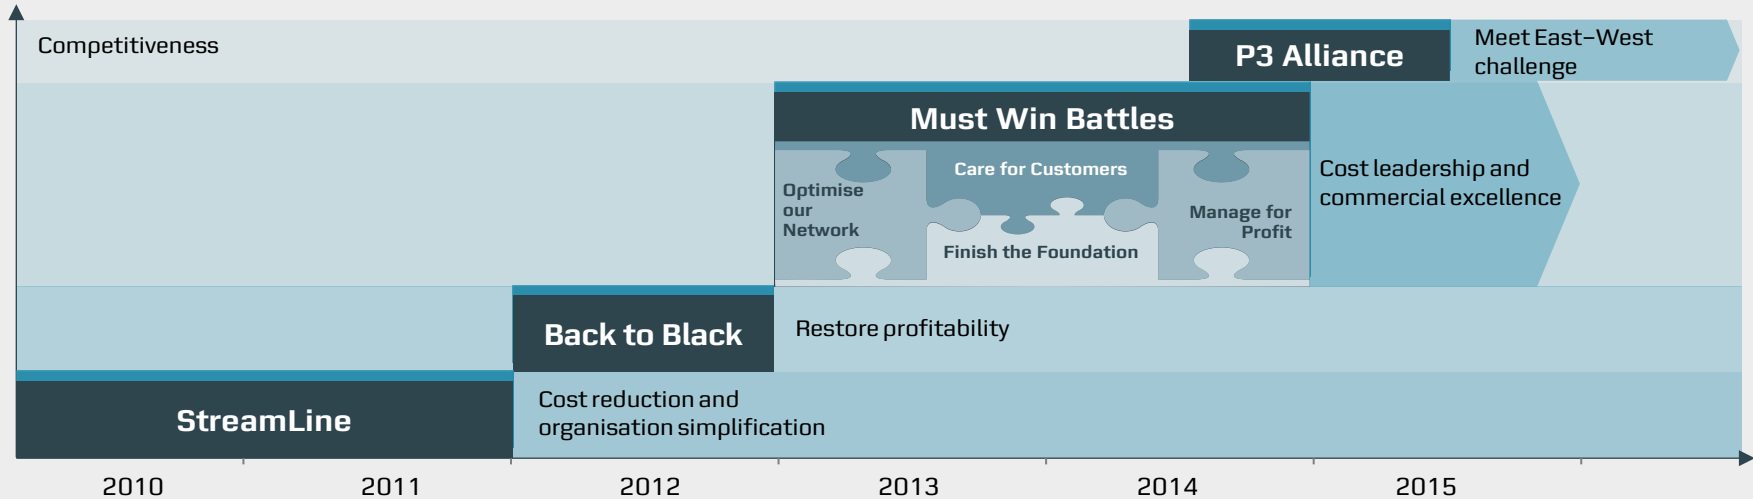 Competitiveness
P3 Alliance
Meet East–West
challenge
Must Win Battles
Optimise
our
Network
Care for Customers
Manage for
Profit
Finish the Foundation
Cost leadership and
commercial excellence
Back to Black
Restore profitability
StreamLine
Cost reduction and
organisation simplification
2010 2011 2012 2013 2014 2015